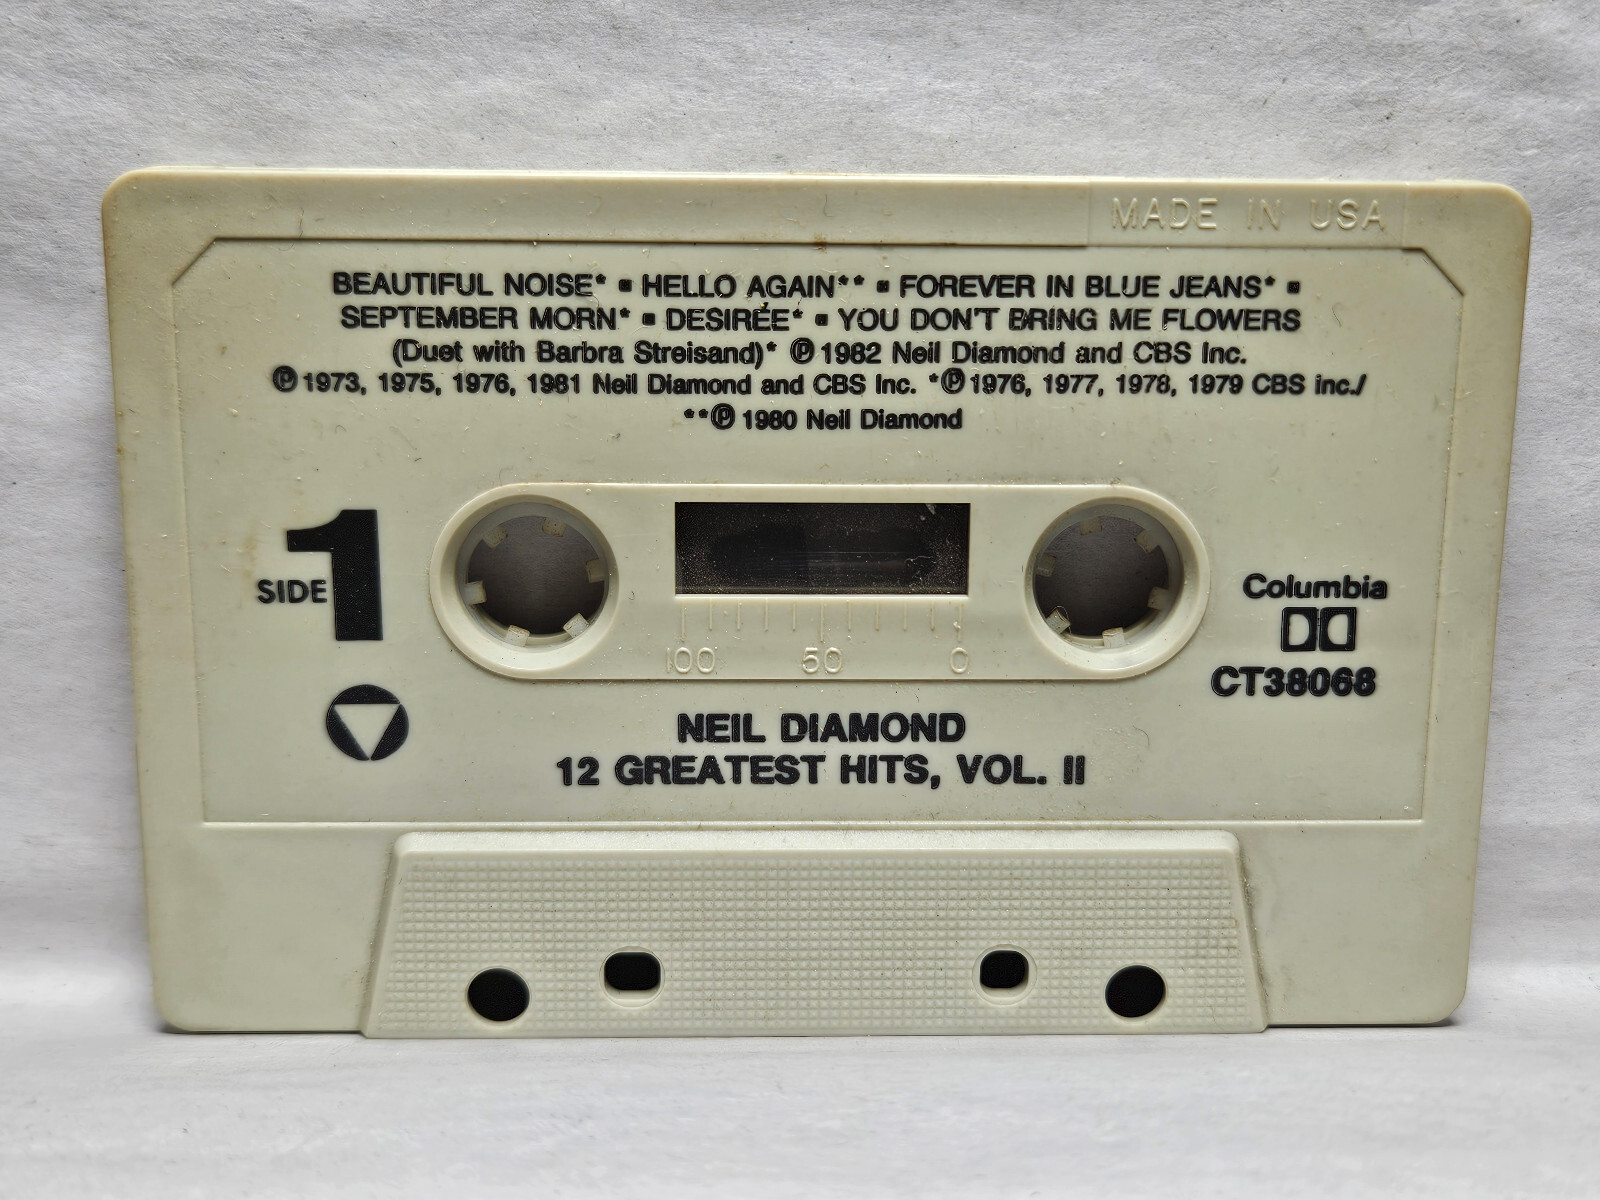 MADE IN USA
BEAUTIFUL NOISE* ▪ HELLO AGAIN** ▪ FOREVER IN BLUE JEANS* ▪
SEPTEMBER MORN* ▪ DESIRÉE* ▪ YOU DON'T BRING ME FLOWERS
(Duet with Barbra Streisand)* ℗ 1982 Neil Diamond and CBS Inc.
℗ 1973, 1975, 1976, 1981 Neil Diamond and CBS Inc. *℗ 1976, 1977, 1978, 1979 CBS Inc./
**℗ 1980 Neil Diamond
SIDE 1
100 50 0
Columbia
CT38068
NEIL DIAMOND
12 GREATEST HITS, VOL. II